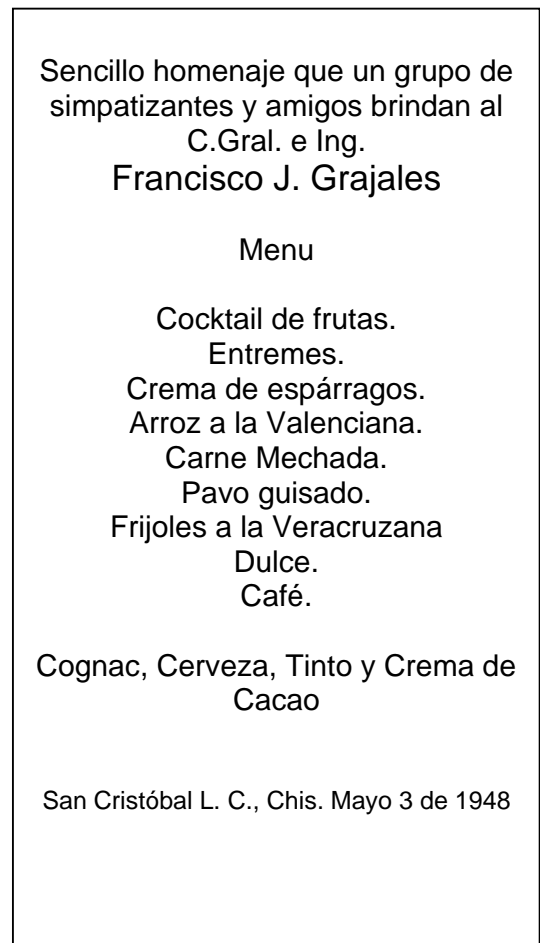 Sencillo homenaje que un grupo de
simpatizantes y amigos brindan al
C.Gral. e Ing.
Francisco J. Grajales
Menu
Cocktail de frutas.
Entremes.
Crema de espárragos.
Arroz a la Valenciana.
Carne Mechada.
Pavo guisado.
Frijoles a la Veracruzana
Dulce.
Café.
Cognac, Cerveza, Tinto y Crema de
Cacao
San Cristóbal L. C., Chis. Mayo 3 de 1948